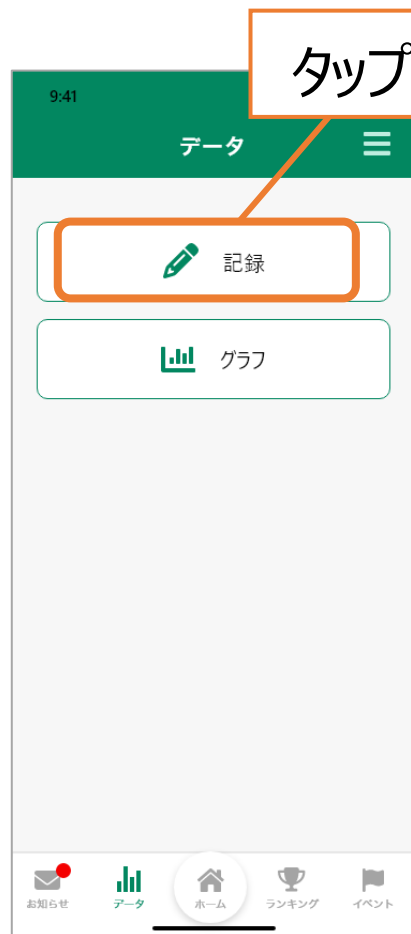 タップ
9:41
データ
記録
グラフ
お知らせ
データ
ホーム
ランキング
イベント